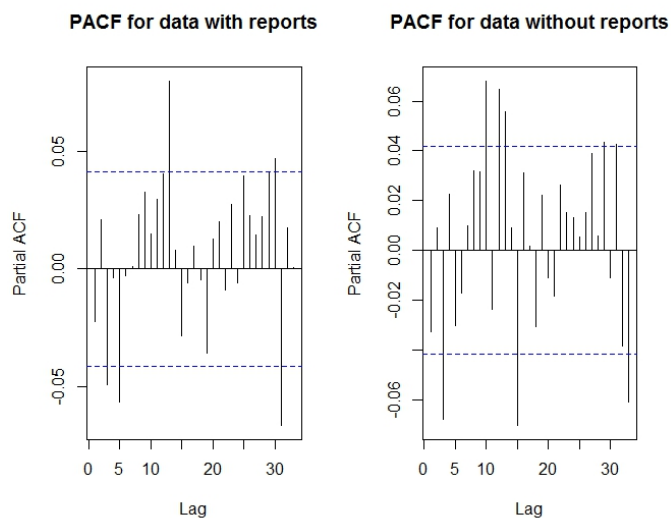 PACF for data with reports
Partial ACF
0.05
0.00
-0.05
0 5 10 20 30
Lag
PACF for data without reports
Partial ACF
0.06
0.04
0.02
0.00
-0.02
-0.06
0 5 10 20 30
Lag